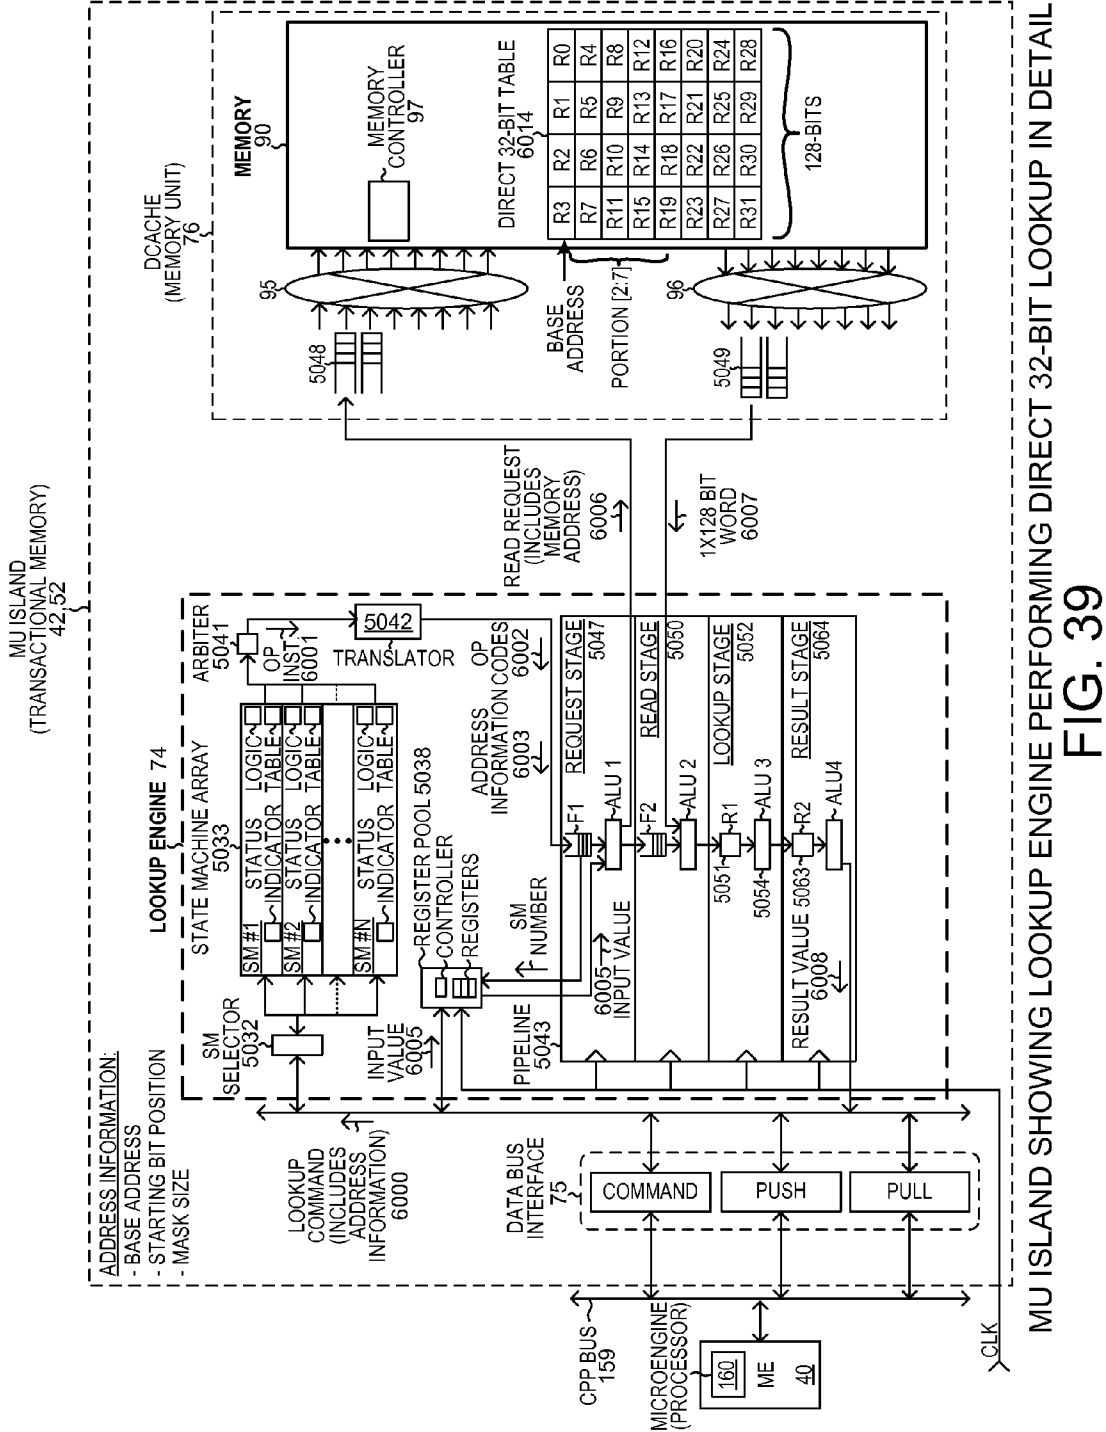 MU ISLAND
(TRANSACTIONAL MEMORY)
42,52
ADDRESS INFORMATION:
- BASE ADDRESS
- STARTING BIT POSITION
- MASK SIZE
LOOKUP ENGINE 74
STATE MACHINE ARRAY
5033
SM
SELECTOR
5032
SM #1
STATUS
INDICATOR
LOGIC
TABLE
SM #2
STATUS
INDICATOR
LOGIC
TABLE
SM #N
STATUS
INDICATOR
LOGIC
TABLE
ARBITER
5041
OP
INST
6001
5042
TRANSLATOR
LOOKUP
COMMAND
(INCLUDES
ADDRESS
INFORMATION)
6000
INPUT
VALUE
6005
REGISTER POOL 5038
CONTROLLER
REGISTERS
SM
NUMBER
ADDRESS
INFORMATION
6003
OP
CODES
6002
PIPELINE
5043
6005
INPUT VALUE
F1
ALU 1
REQUEST STAGE
5047
F2
ALU 2
READ STAGE
5050
5051
R1
5054
ALU 3
LOOKUP STAGE
5052
5063
R2
ALU4
RESULT STAGE
5064
RESULT VALUE
6008
READ REQUEST
(INCLUDES
MEMORY
ADDRESS)
6006
1X128 BIT
WORD
6007
DCACHE
(MEMORY UNIT)
76
MEMORY
90
MEMORY
CONTROLLER
97
95
5048
DIRECT 32-BIT TABLE
6014
R3 R2 R1 R0
R7 R6 R5 R4
R11 R10 R9 R8
R15 R14 R13 R12
R19 R18 R17 R16
R23 R22 R21 R20
R27 R26 R25 R24
R31 R30 R29 R28
128-BITS
BASE
ADDRESS
PORTION [2:7]
96
5049
DATA BUS
INTERFACE
75
COMMAND
PUSH
PULL
CPP BUS
159
MICROENGINE
(PROCESSOR)
160
ME
40
CLK
MU ISLAND SHOWING LOOKUP ENGINE PERFORMING DIRECT 32-BIT LOOKUP IN DETAIL
FIG. 39